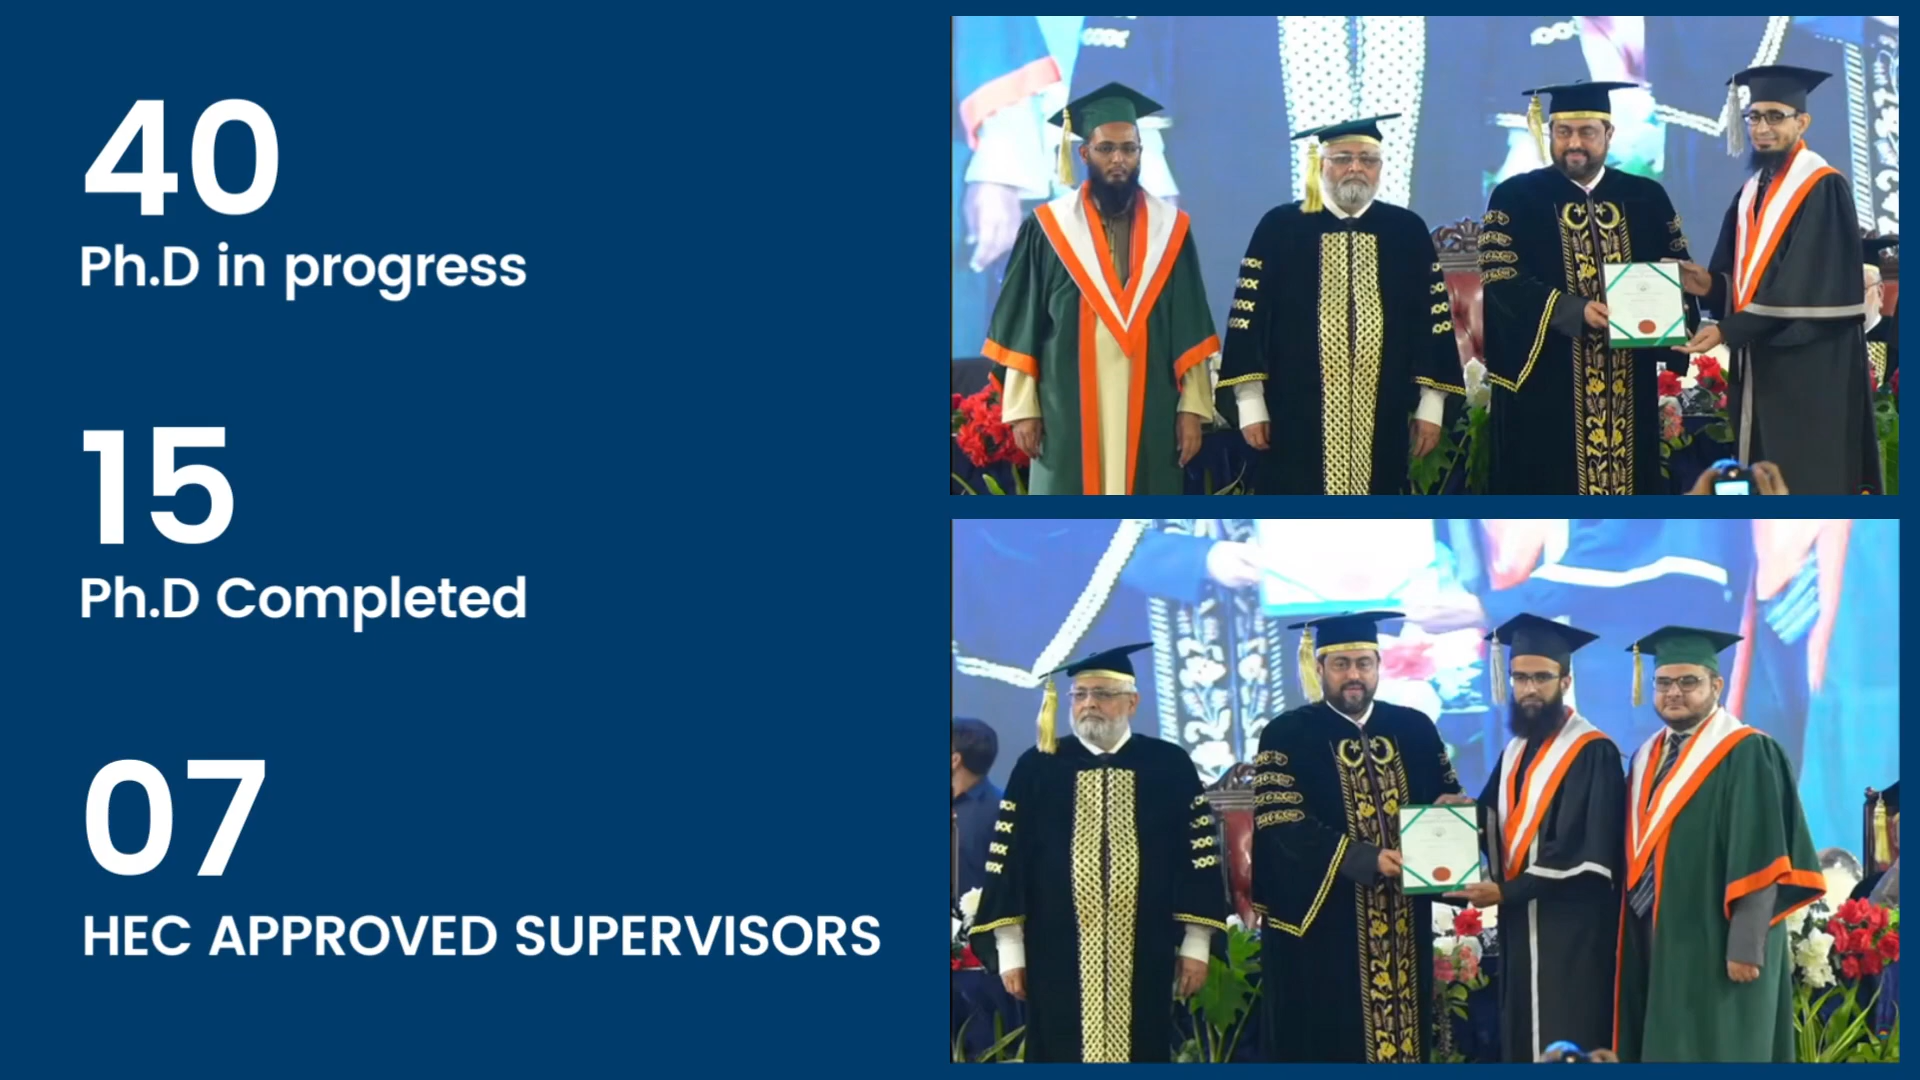 40
Ph.D in progress
15
Ph.D Completed
07
HEC APPROVED SUPERVISORS